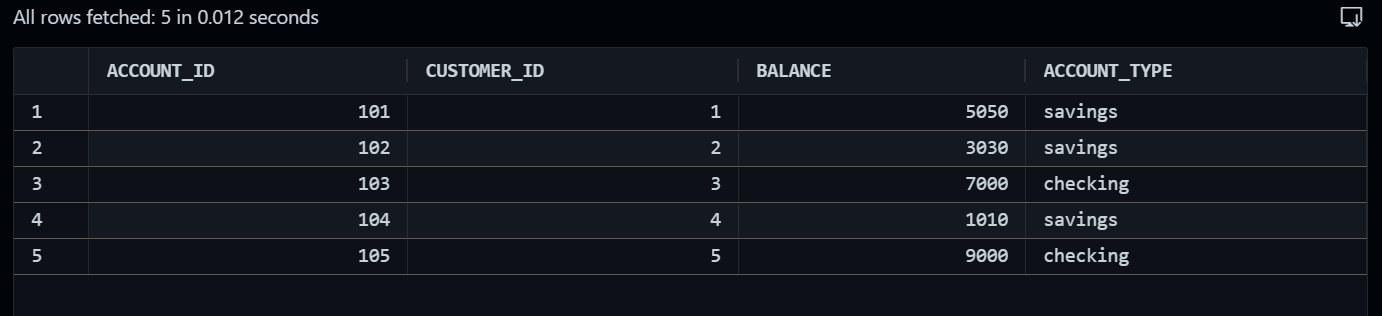 All rows fetched: 5 in 0.012 seconds
ACCOUNT_ID CUSTOMER_ID BALANCE ACCOUNT_TYPE
1 101 1 5050 savings
2 102 2 3030 savings
3 103 3 7000 checking
4 104 4 1010 savings
5 105 5 9000 checking